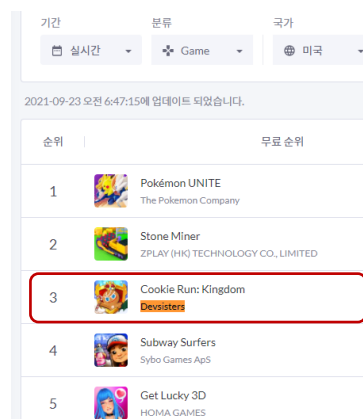 기간 분류 국가
실시간 Game 미국
2021-09-23 오전 6:47:15에 업데이트 되었습니다.
순위 무료 순위
1 Pokémon UNITE
The Pokemon Company
2 Stone Miner
ZPLAY (HK) TECHNOLOGY CO., LIMITED
3 Cookie Run: Kingdom
Devsisters
4 Subway Surfers
Sybo Games ApS
5 Get Lucky 3D
HOMA GAMES